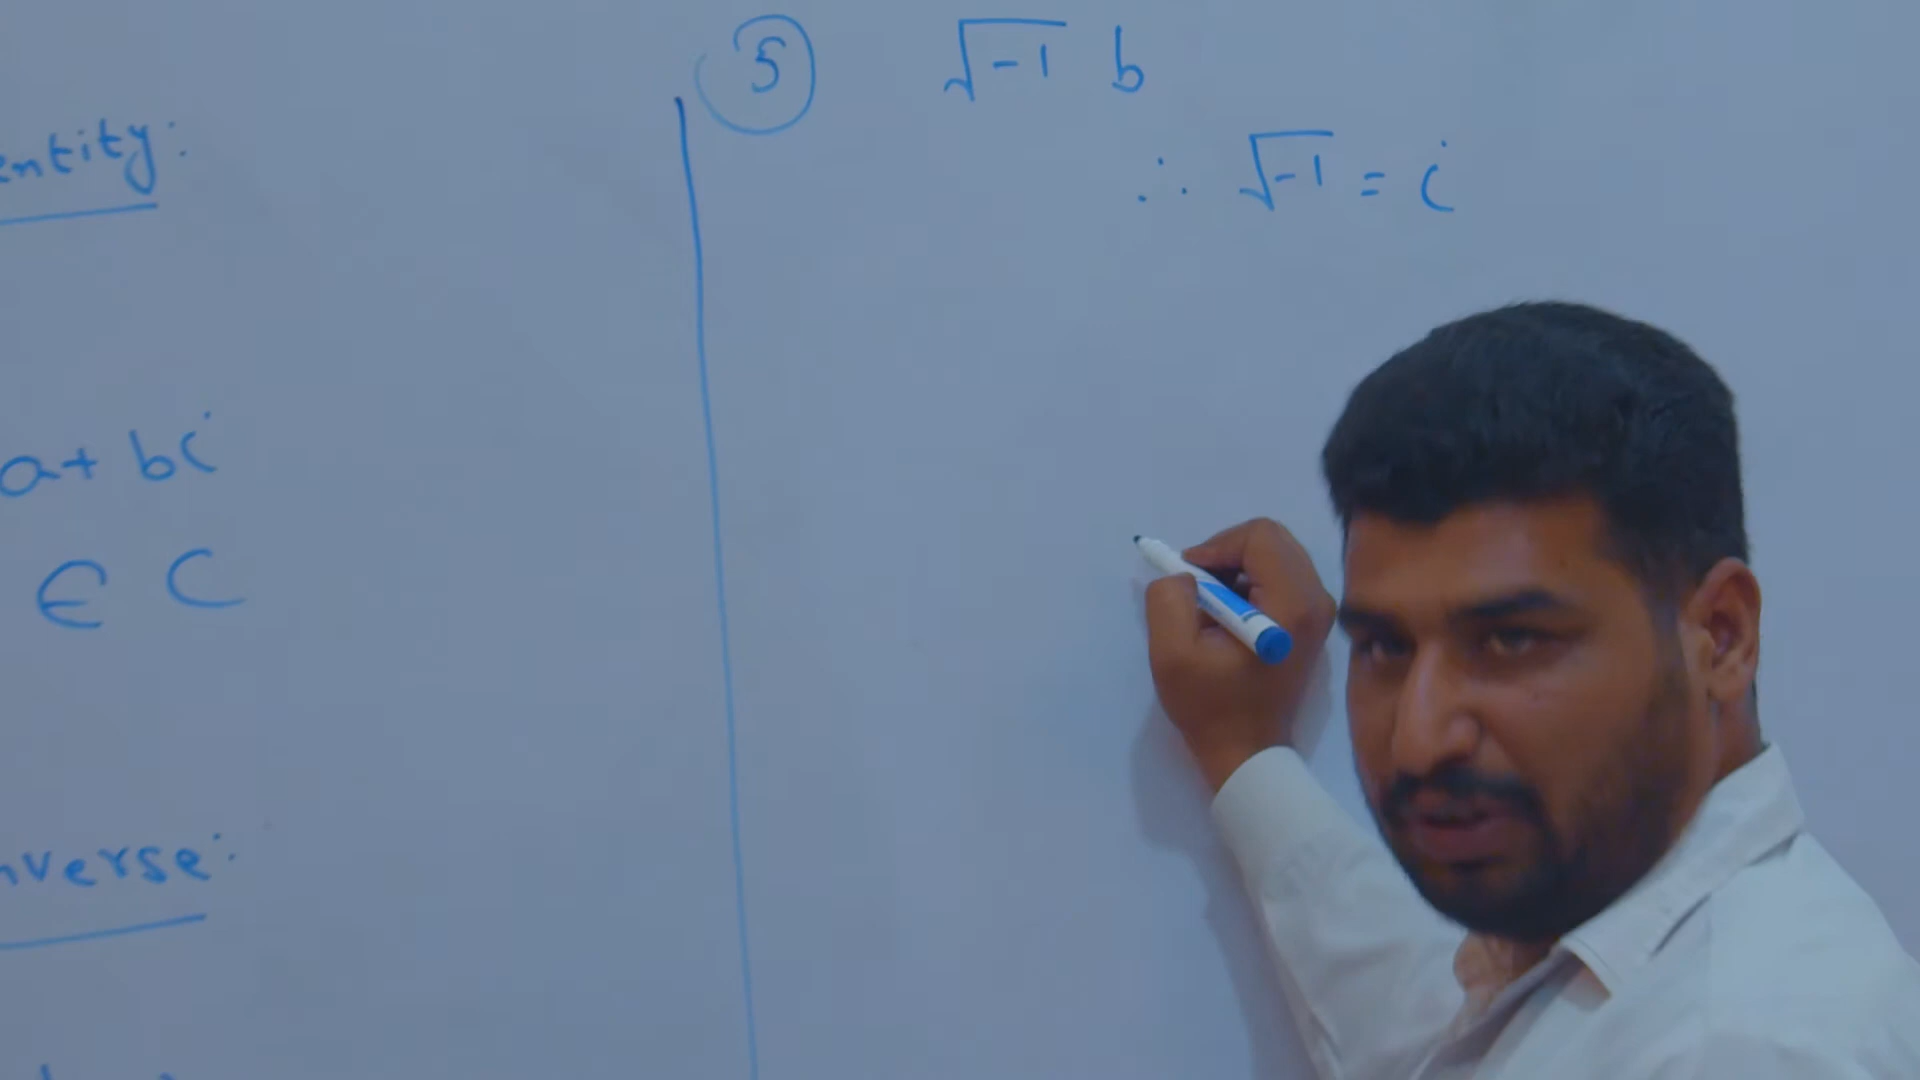 entity:
a+ bi
∈ C
nverse:
⑤ √-1 b
∴ √-1 = i